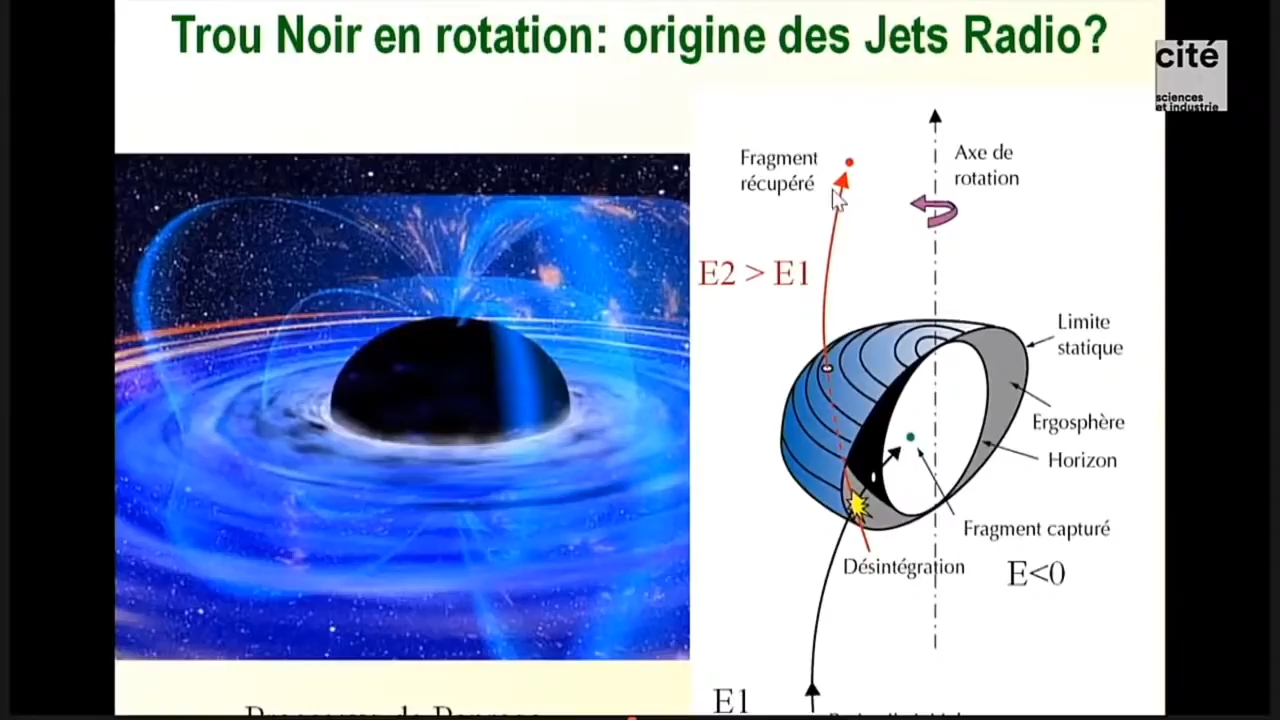 Trou Noir en rotation: origine des Jets Radio?
cité
sciences
et industrie
Fragment
récupéré
Axe de
rotation
E2 > E1
Limite
statique
Ergosphère
Horizon
Fragment capturé
Désintégration
E<0
E1